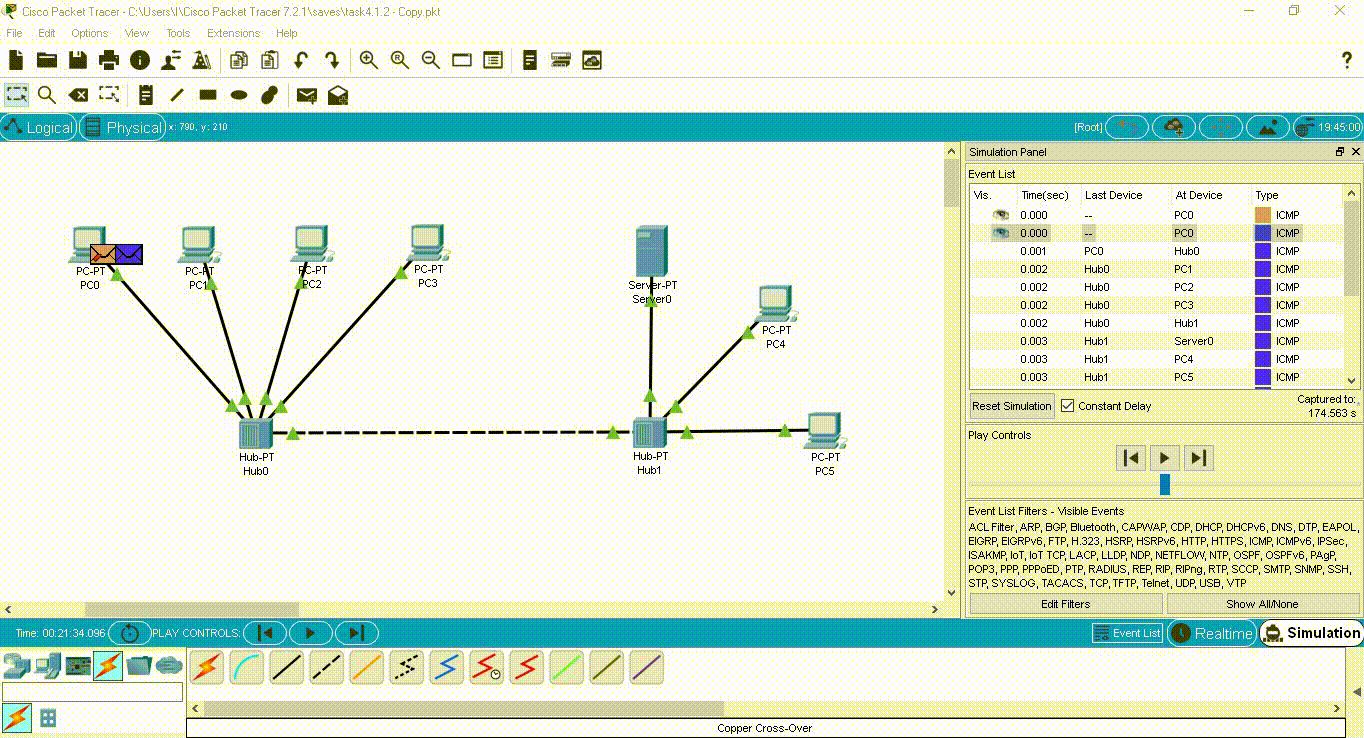 Cisco Packet Tracer - C:\Users\I\Cisco Packet Tracer 7.2.1\saves\task4.1.2 - Copy.pkt
File Edit Options View Tools Extensions Help
Logical Physical x: 790, y: 210 [Root] 19:45:00
Simulation Panel
Event List
Vis. Time(sec) Last Device At Device Type
0.000 -- PC0 ICMP
0.000 -- PC0 ICMP
0.001 PC0 Hub0 ICMP
0.002 Hub0 PC1 ICMP
0.002 Hub0 PC2 ICMP
0.002 Hub0 PC3 ICMP
0.002 Hub0 Hub1 ICMP
0.003 Hub1 Server0 ICMP
0.003 Hub1 PC4 ICMP
0.003 Hub1 PC5 ICMP
Reset Simulation Constant Delay Captured to:
174.563 s
Play Controls
Event List Filters - Visible Events
ACL Filter, ARP, BGP, Bluetooth, CAPWAP, CDP, DHCP, DHCPv6, DNS, DTP, EAPOL,
EIGRP, EIGRPv6, FTP, H.323, HSRP, HSRPv6, HTTP, HTTPS, ICMP, ICMPv6, IPSec,
ISAKMP, IoT, IoT TCP, LACP, LLDP, NDP, NETFLOW, NTP, OSPF, OSPFv6, PAgP,
POP3, PPP, PPPoED, PTP, RADIUS, REP, RIP, RIPng, RTP, SCCP, SMTP, SNMP, SSH,
STP, SYSLOG, TACACS, TCP, TFTP, Telnet, UDP, USB, VTP
Edit Filters Show All/None
PC-PT
PC0
PC-PT
PC1
PC-PT
PC2
PC-PT
PC3
Server-PT
Server0
PC-PT
PC4
Hub-PT
Hub0
Hub-PT
Hub1
PC-PT
PC5
Time: 00:21:34.096 PLAY CONTROLS: Event List Realtime Simulation
Copper Cross-Over